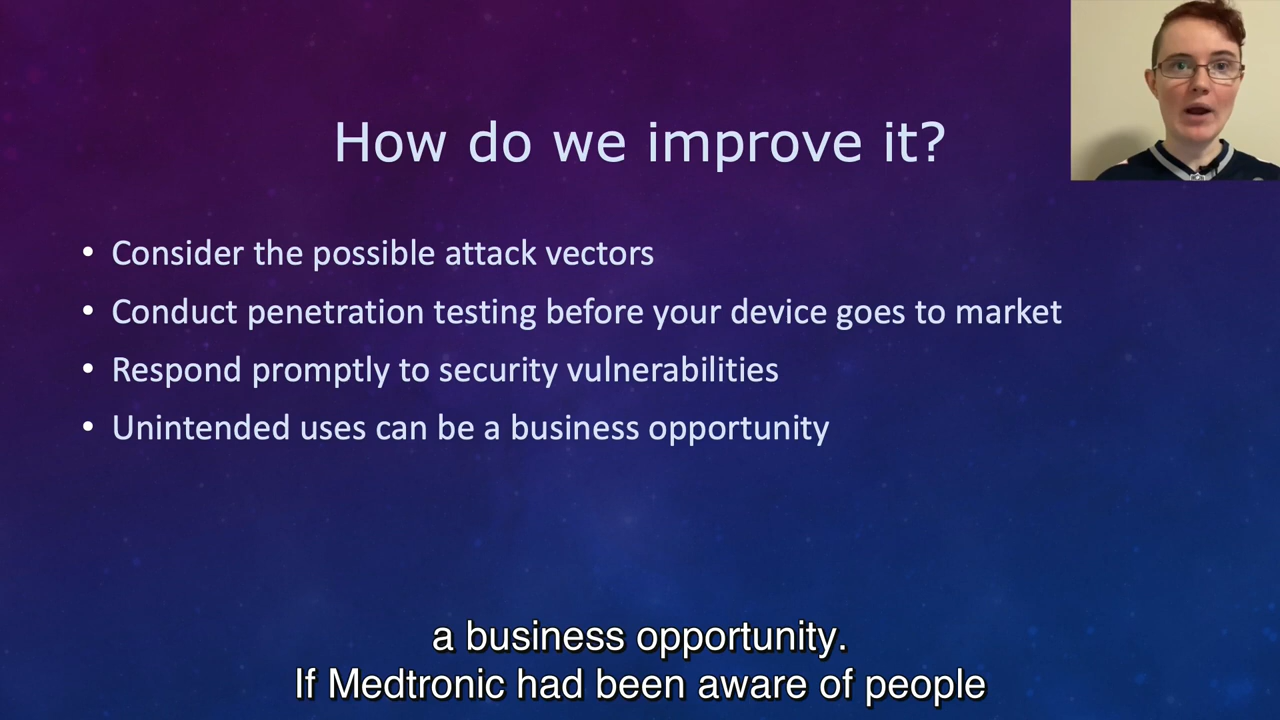 How do we improve it?
• Consider the possible attack vectors
• Conduct penetration testing before your device goes to market
• Respond promptly to security vulnerabilities
• Unintended uses can be a business opportunity
a business opportunity.
If Medtronic had been aware of people